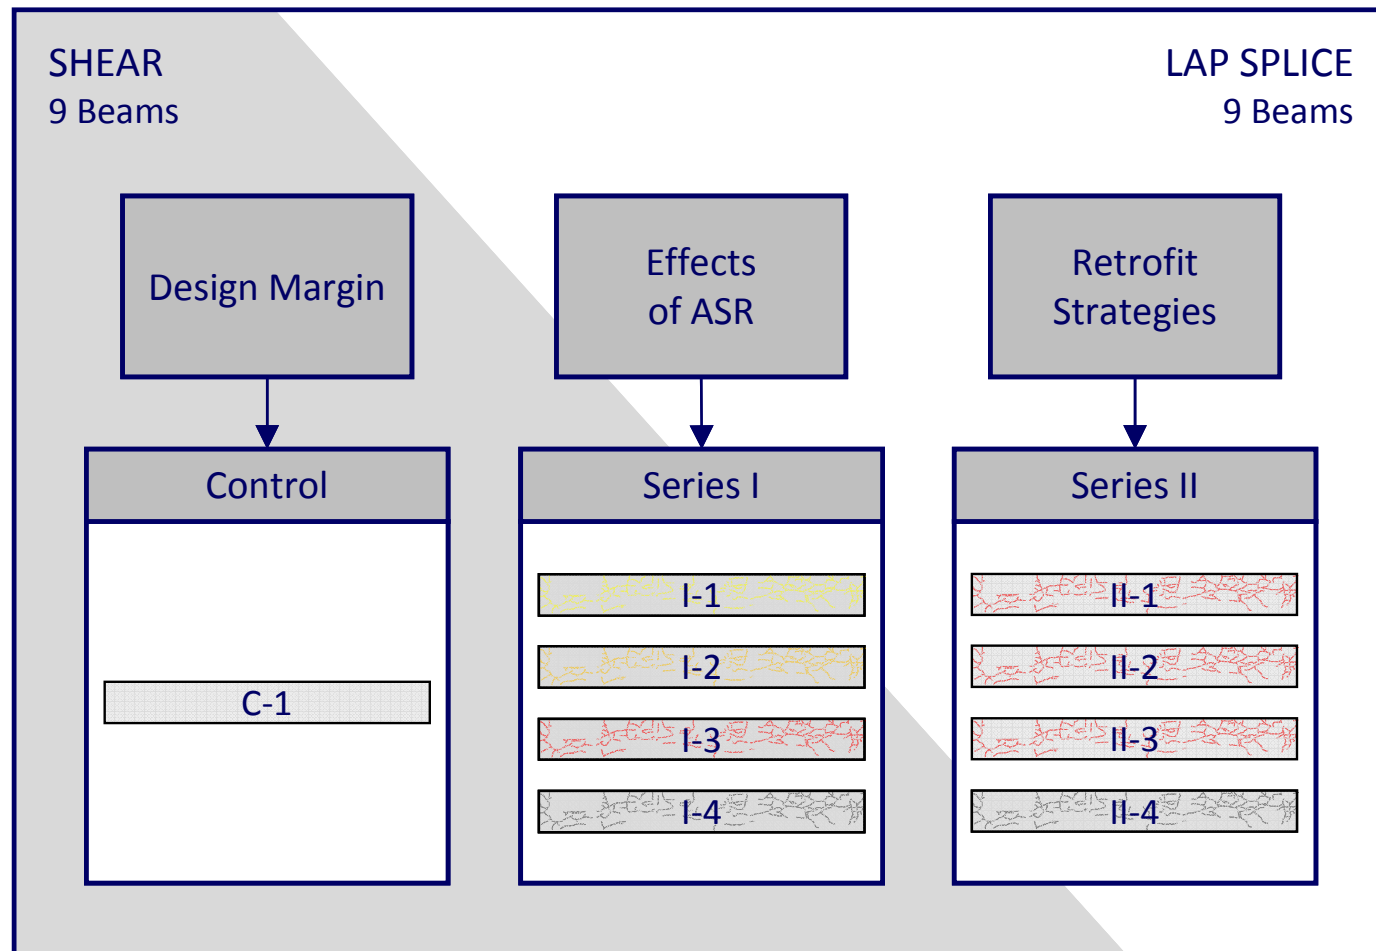 SHEAR
9 Beams
LAP SPLICE
9 Beams
Design Margin
Effects
of ASR
Retrofit
Strategies
Control
Series I
Series II
C-1
I-1
I-2
I-3
I-4
II-1
II-2
II-3
II-4